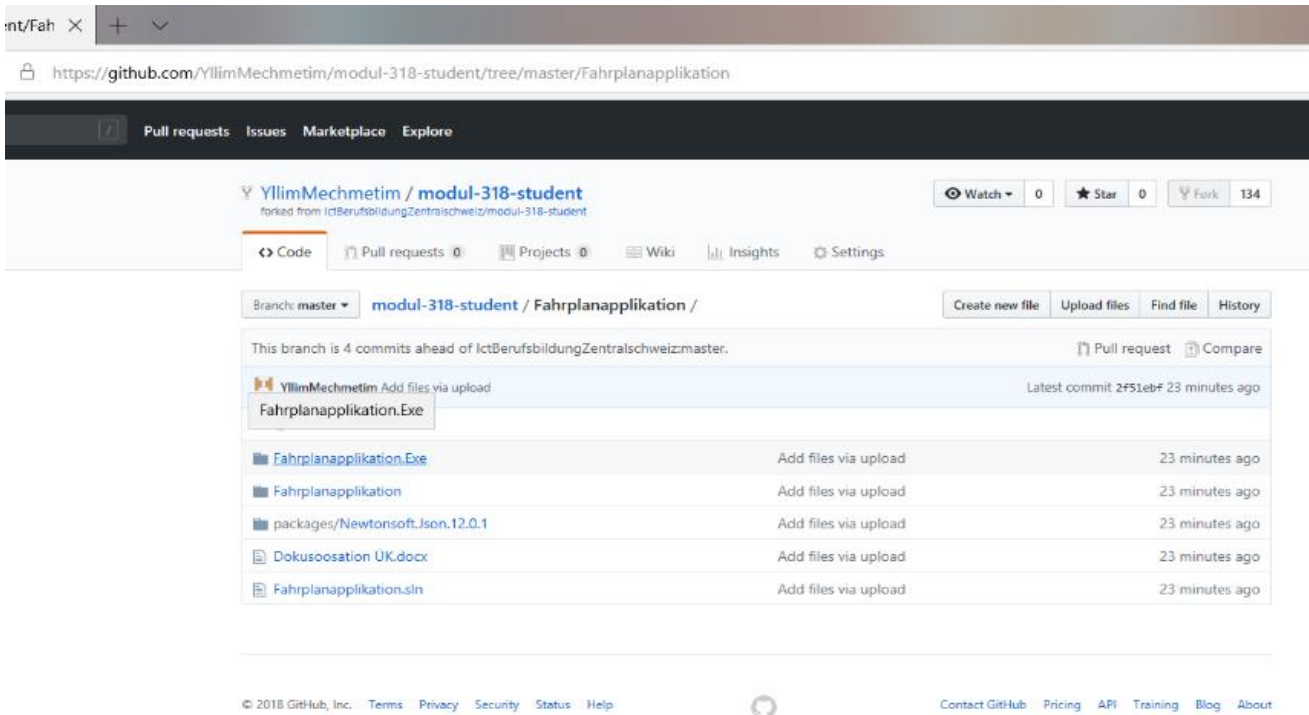 ent/Fah
https://github.com/YllimMechmetim/modul-318-student/tree/master/Fahrplanapplikation
/ Pull requests Issues Marketplace Explore
YllimMechmetim / modul-318-student Watch 0 Star 0 Fork 134
forked from IctBerufsbildungZentralschweiz/modul-318-student
Code Pull requests 0 Projects 0 Wiki Insights Settings
Branch: master modul-318-student / Fahrplanapplikation / Create new file Upload files Find file History
This branch is 4 commits ahead of IctBerufsbildungZentralschweiz:master. Pull request Compare
YllimMechmetim Add files via upload Latest commit 2f51ebf 23 minutes ago
Fahrplanapplikation.Exe
Fahrplanapplikation.Exe Add files via upload 23 minutes ago
Fahrplanapplikation Add files via upload 23 minutes ago
packages/Newtonsoft.Json.12.0.1 Add files via upload 23 minutes ago
Dokusoosation ÜK.docx Add files via upload 23 minutes ago
Fahrplanapplikation.sln Add files via upload 23 minutes ago
© 2018 GitHub, Inc. Terms Privacy Security Status Help Contact GitHub Pricing API Training Blog About